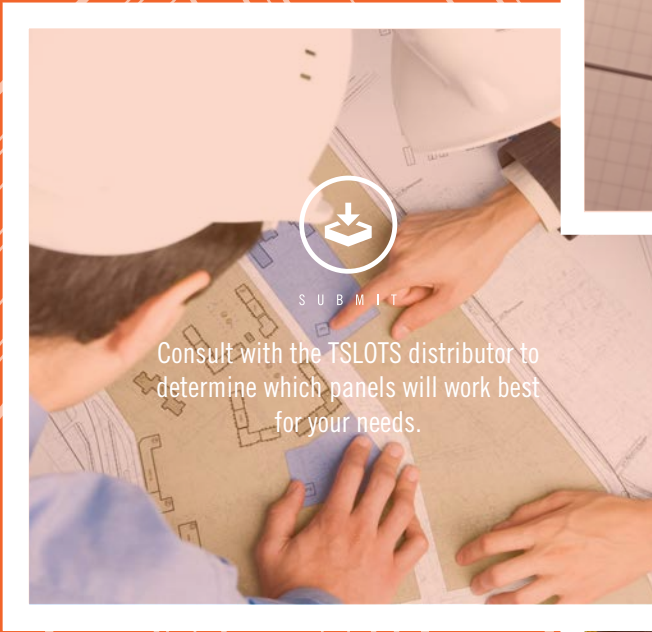 SUBMIT
Consult with the TSLOTS distributor to
determine which panels will work best
for your needs.